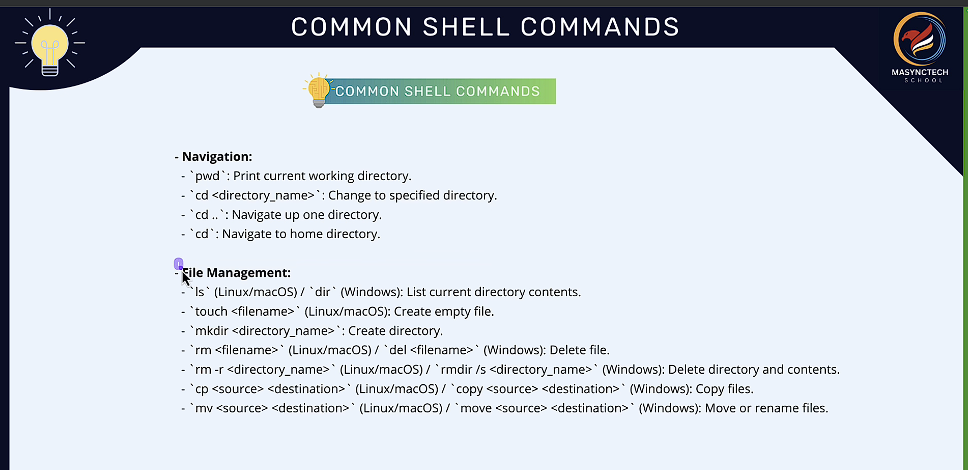 COMMON SHELL COMMANDS
MASYNCTECH
SCHOOL
COMMON SHELL COMMANDS
- Navigation:
- `pwd`: Print current working directory.
- `cd <directory_name>`: Change to specified directory.
- `cd ..`: Navigate up one directory.
- `cd`: Navigate to home directory.
- File Management:
- `ls` (Linux/macOS) / `dir` (Windows): List current directory contents.
- `touch <filename>` (Linux/macOS): Create empty file.
- `mkdir <directory_name>`: Create directory.
- `rm <filename>` (Linux/macOS) / `del <filename>` (Windows): Delete file.
- `rm -r <directory_name>` (Linux/macOS) / `rmdir /s <directory_name>` (Windows): Delete directory and contents.
- `cp <source> <destination>` (Linux/macOS) / `copy <source> <destination>` (Windows): Copy files.
- `mv <source> <destination>` (Linux/macOS) / `move <source> <destination>` (Windows): Move or rename files.